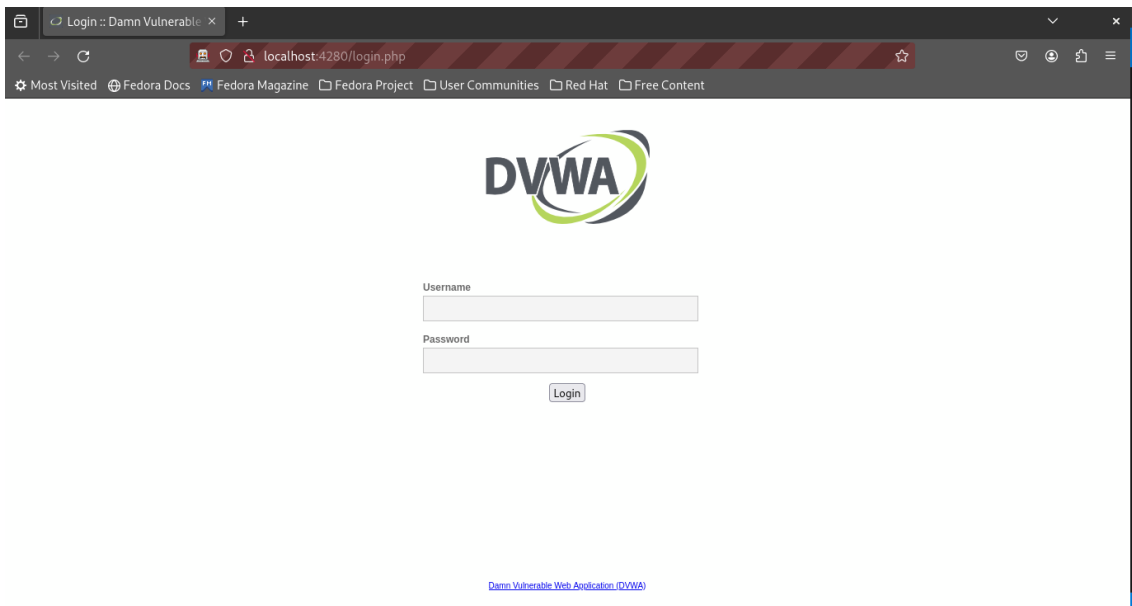 Login :: Damn Vulnerable
localhost:4280/login.php
Most Visited Fedora Docs Fedora Magazine Fedora Project User Communities Red Hat Free Content
DVWA
Username
Password
Login
Damn Vulnerable Web Application (DVWA)